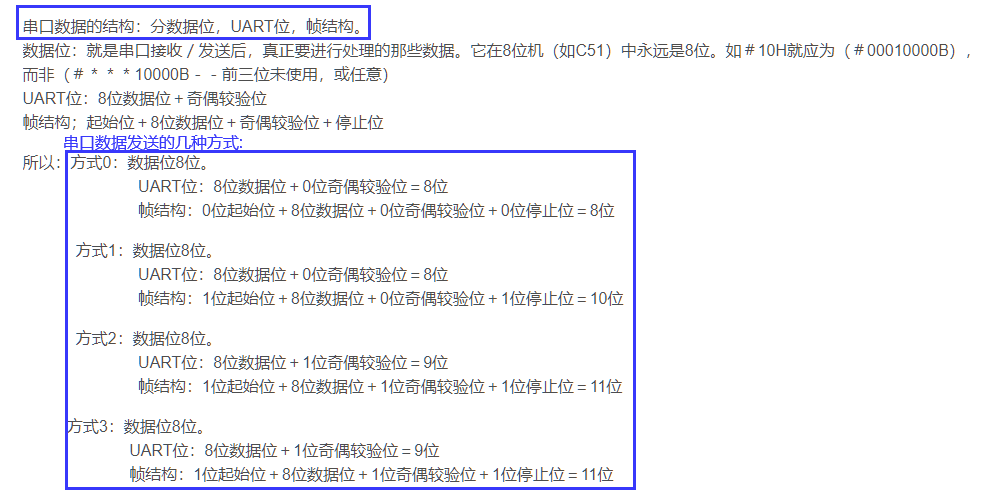 串口数据的结构：分数据位，UART位，帧结构。
数据位：就是串口接收／发送后，真正要进行处理的那些数据。它在8位机（如C51）中永远是8位。如＃10H就应为（＃00010000B），
而非（＃＊＊＊10000B－－前三位未使用，或任意）
UART位：8位数据位＋奇偶较验位
帧结构；起始位＋8位数据位＋奇偶较验位＋停止位
串口数据发送的几种方式:
所以：方式0：数据位8位。
UART位：8位数据位＋0位奇偶较验位＝8位
帧结构：0位起始位＋8位数据位＋0位奇偶较验位＋0位停止位＝8位
方式1：数据位8位。
UART位：8位数据位＋0位奇偶较验位＝8位
帧结构：1位起始位＋8位数据位＋0位奇偶较验位＋1位停止位＝10位
方式2：数据位8位。
UART位：8位数据位＋1位奇偶较验位＝9位
帧结构：1位起始位＋8位数据位＋1位奇偶较验位＋1位停止位＝11位
方式3：数据位8位。
UART位：8位数据位＋1位奇偶较验位＝9位
帧结构：1位起始位＋8位数据位＋1位奇偶较验位＋1位停止位＝11位